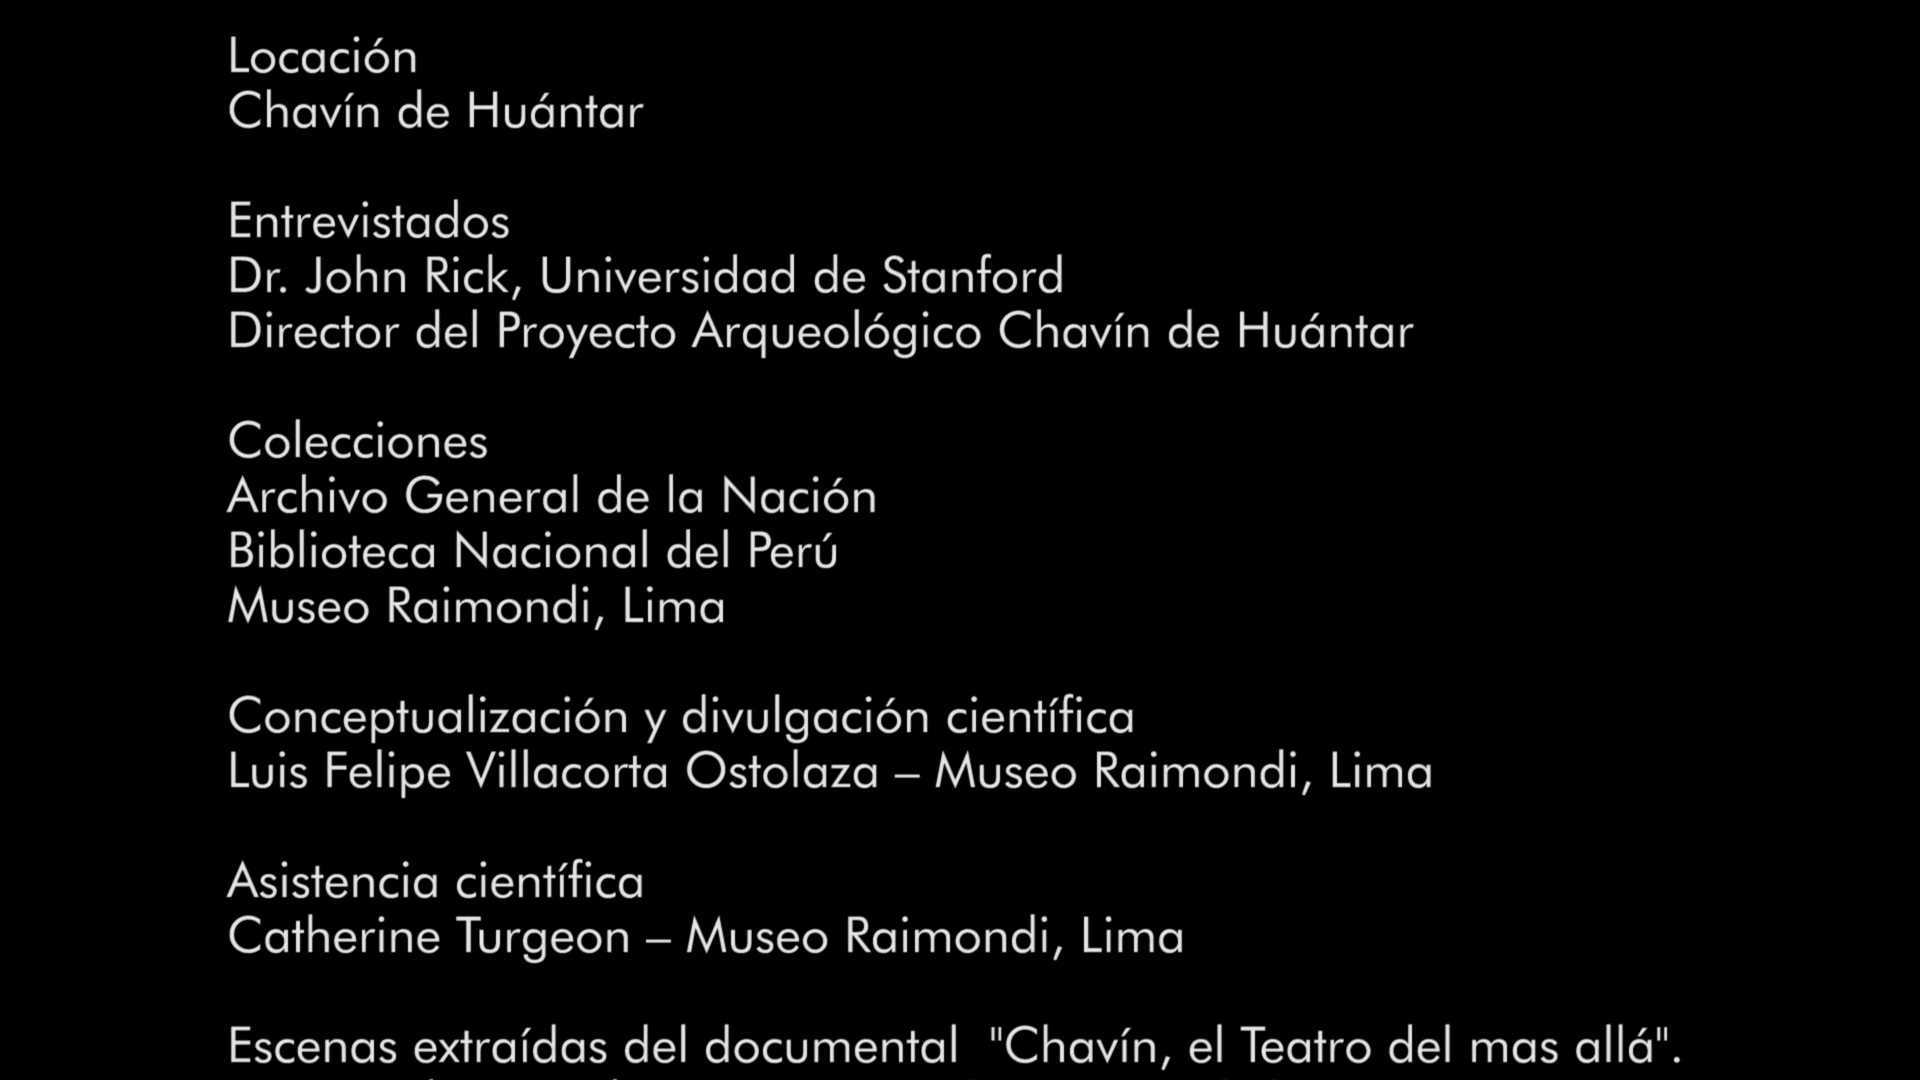 Locación
Chavín de Huántar
Entrevistados
Dr. John Rick, Universidad de Stanford
Director del Proyecto Arqueológico Chavín de Huántar
Colecciones
Archivo General de la Nación
Biblioteca Nacional del Perú
Museo Raimondi, Lima
Conceptualización y divulgación científica
Luis Felipe Villacorta Ostolaza – Museo Raimondi, Lima
Asistencia científica
Catherine Turgeon – Museo Raimondi, Lima
Escenas extraídas del documental "Chavín, el Teatro del mas allá".